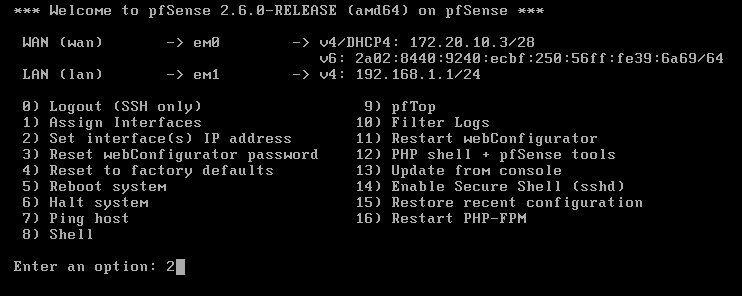 *** Welcome to pfSense 2.6.0-RELEASE (amd64) on pfSense ***
WAN (wan) -> em0 -> v4/DHCP4: 172.20.10.3/28
v6: 2a02:8440:9240:ecbf:250:56ff:fe39:6a69/64
LAN (lan) -> em1 -> v4: 192.168.1.1/24
0) Logout (SSH only) 9) pfTop
1) Assign Interfaces 10) Filter Logs
2) Set interface(s) IP address 11) Restart webConfigurator
3) Reset webConfigurator password 12) PHP shell + pfSense tools
4) Reset to factory defaults 13) Update from console
5) Reboot system 14) Enable Secure Shell (sshd)
6) Halt system 15) Restore recent configuration
7) Ping host 16) Restart PHP-FPM
8) Shell
Enter an option: 2